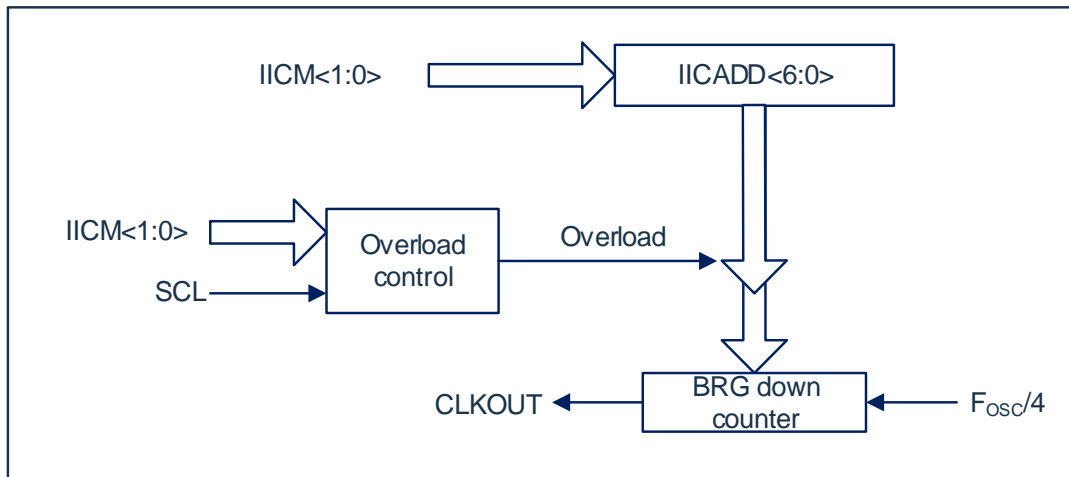 IICM<1:0>
IICADD<6:0>
IICM<1:0>
SCL
Overload
control
Overload
CLKOUT
BRG down
counter
FOSC/4